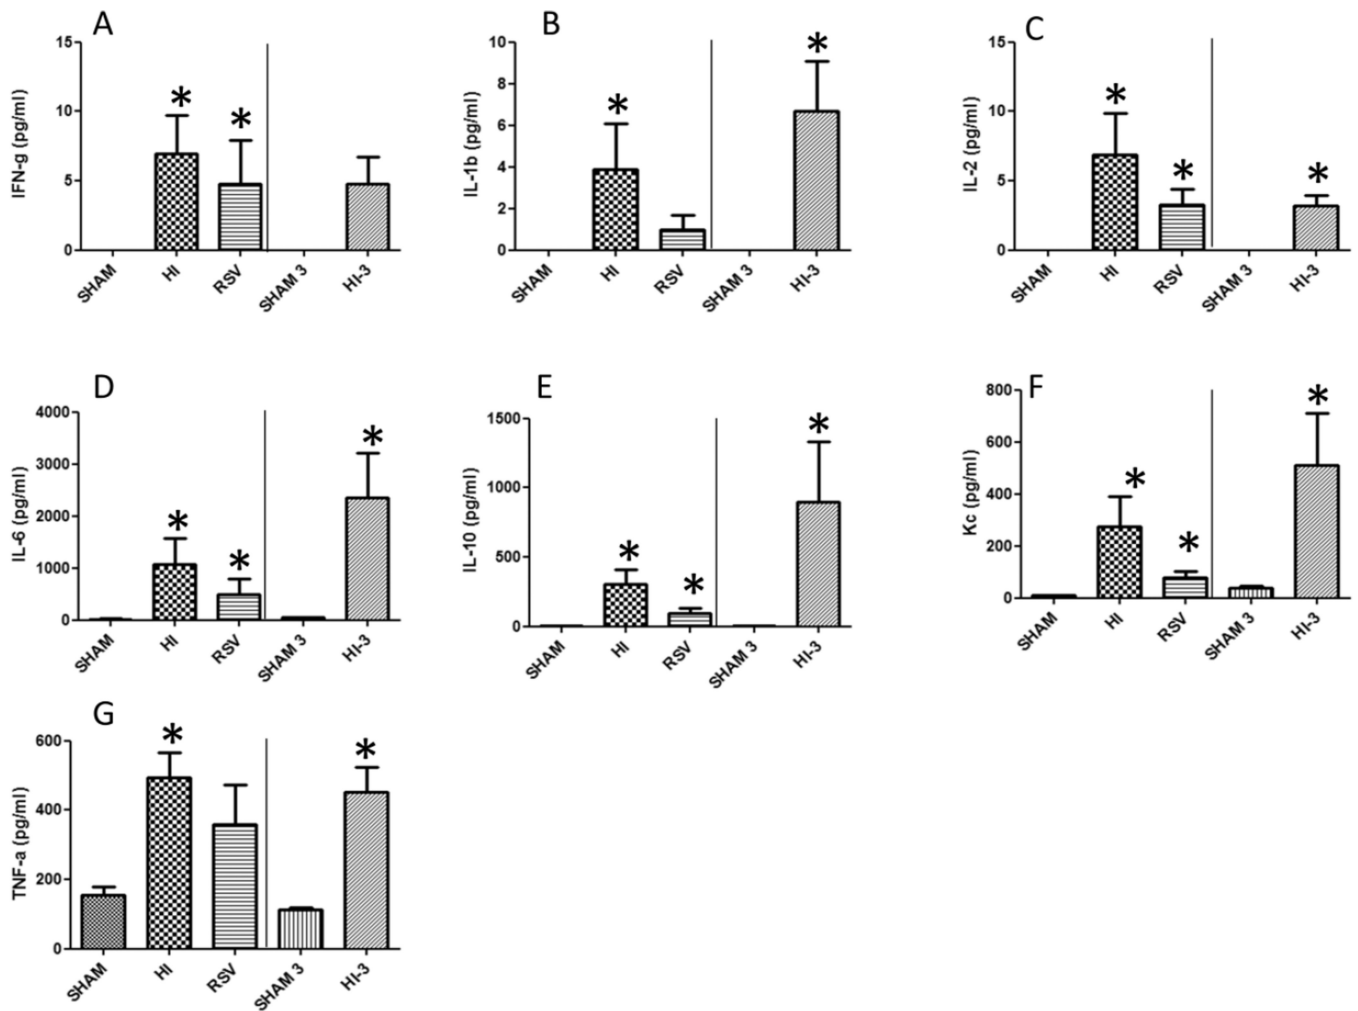 A
IFN-g (pg/ml)
15
10
5
0
*
*
SHAM
HI
RSV
SHAM 3
HI-3
B
IL-1b (pg/ml)
10
8
6
4
2
0
*
*
SHAM
HI
RSV
SHAM 3
HI-3
C
IL-2 (pg/ml)
15
10
5
0
*
*
*
SHAM
HI
RSV
SHAM 3
HI-3
D
IL-6 (pg/ml)
4000
3000
2000
1000
0
*
*
*
SHAM
HI
RSV
SHAM 3
HI-3
E
IL-10 (pg/ml)
1500
1000
500
0
*
*
*
SHAM
HI
RSV
SHAM 3
HI-3
F
Kc (pg/ml)
800
600
400
200
0
*
*
*
SHAM
HI
RSV
SHAM 3
HI-3
G
TNF-a (pg/ml)
600
400
200
0
*
*
SHAM
HI
RSV
SHAM 3
HI-3